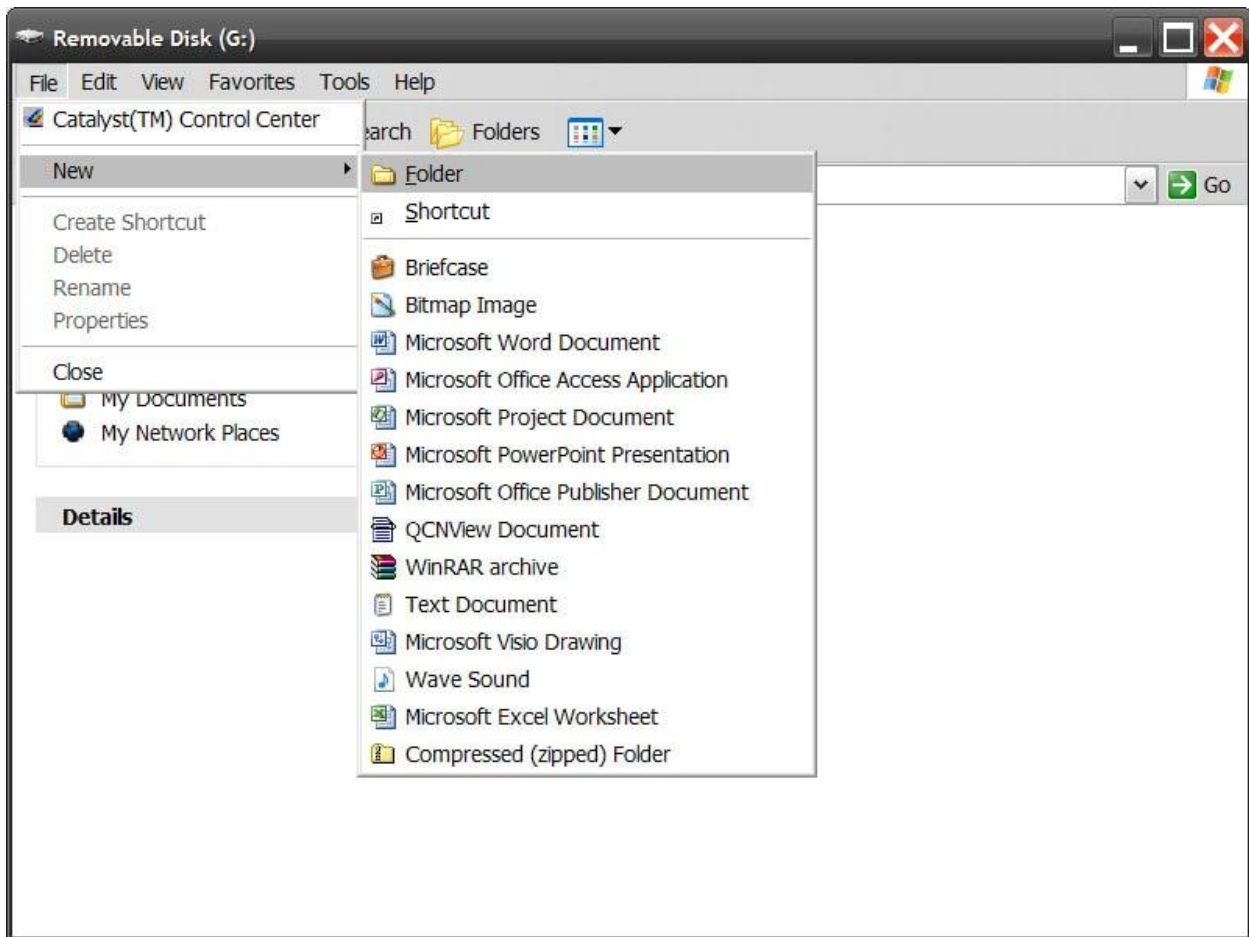 Removable Disk (G:)
File Edit View Favorites Tools Help
Catalyst(TM) Control Center
earch Folders
New
Go
Create Shortcut
Delete
Rename
Properties
Close
Folder
Shortcut
Briefcase
Bitmap Image
Microsoft Word Document
Microsoft Office Access Application
Microsoft Project Document
Microsoft PowerPoint Presentation
Microsoft Office Publisher Document
QCNView Document
WinRAR archive
Text Document
Microsoft Visio Drawing
Wave Sound
Microsoft Excel Worksheet
Compressed (zipped) Folder
My Documents
My Network Places
Details